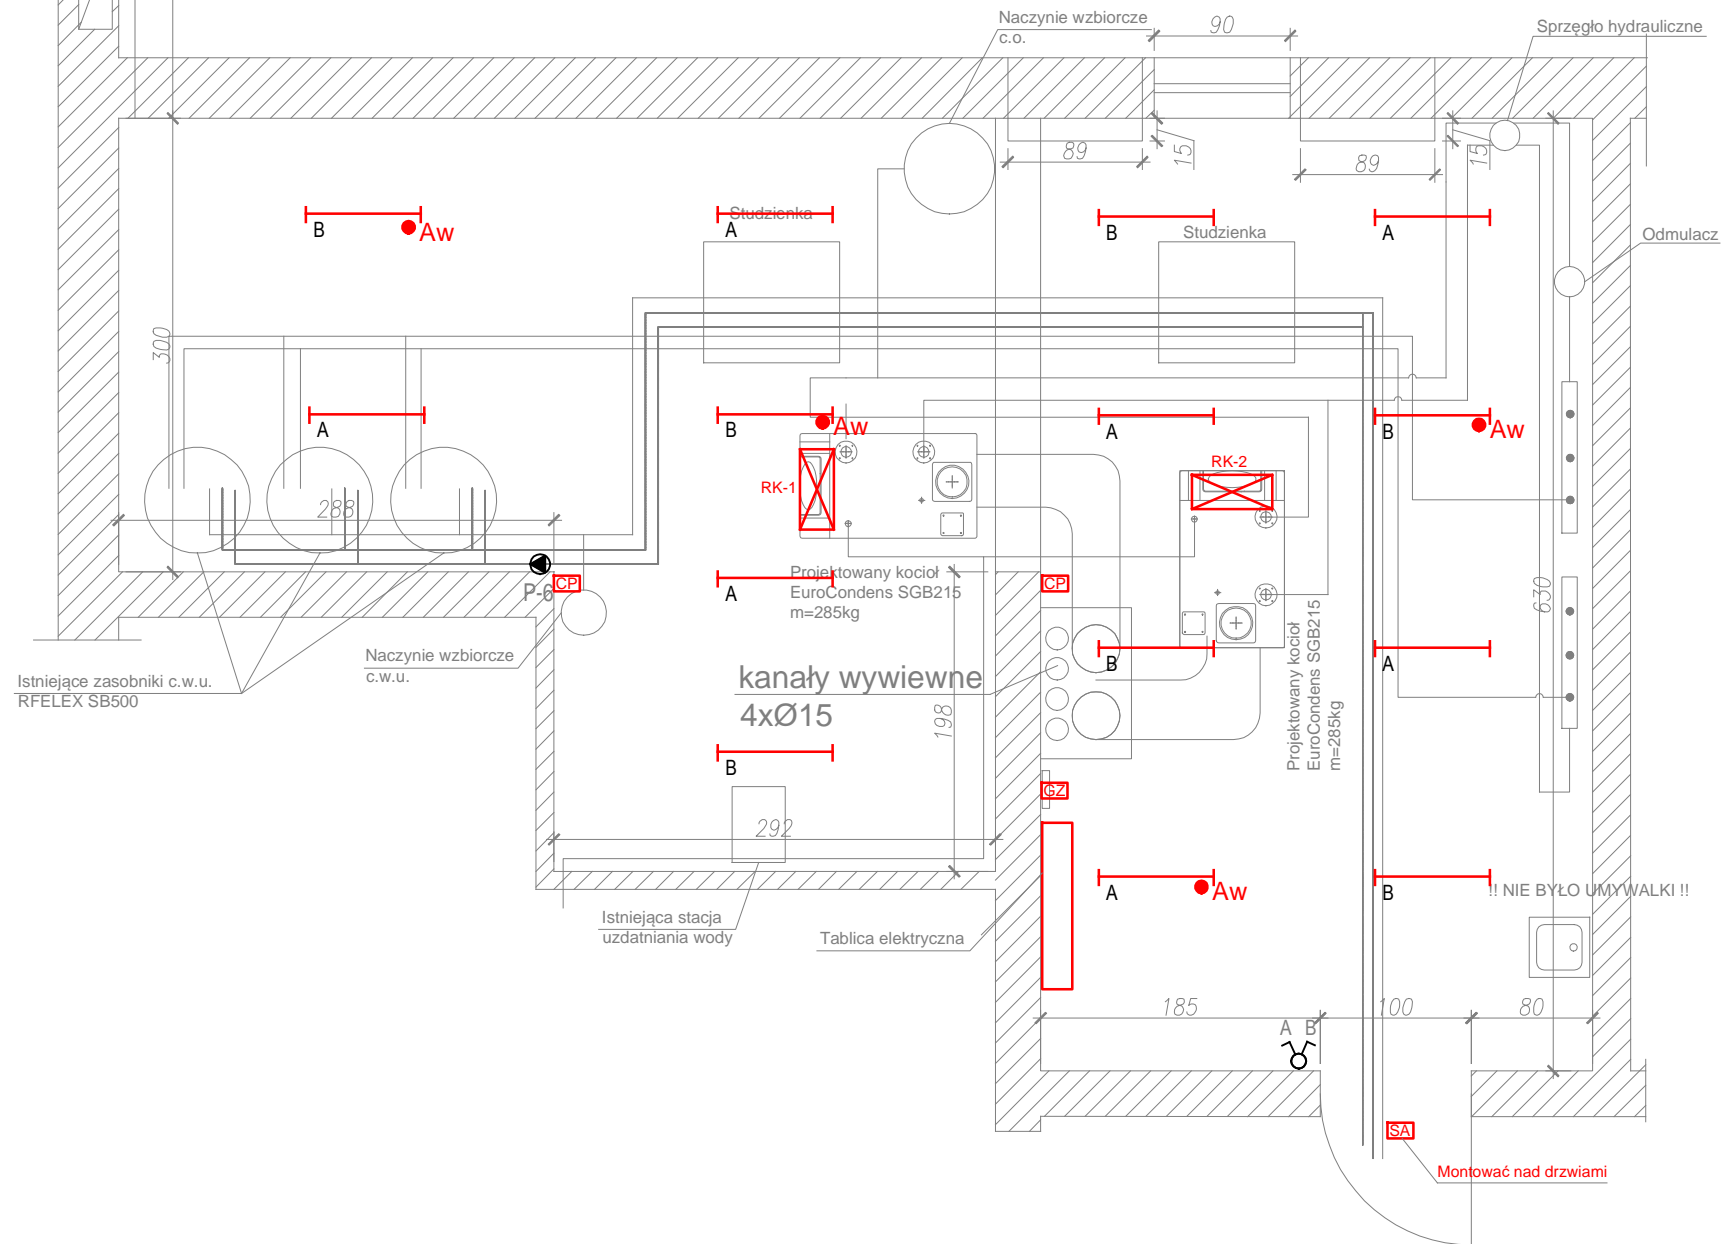 Naczynie wzbiorcze
c.o.
90
Sprzęgło hydrauliczne
89
15
89
15
Studzienka
B
Aw
A
B
Studzienka
A
Odmulacz
300
A
B
Aw
A
B
Aw
RK-1
RK-2
288
P-6
CP
A
Projektowany kocioł
EuroCondens SGB215
m=285kg
CP
630
Naczynie wzbiorcze
c.w.u.
Istniejące zasobniki c.w.u.
RFELEX SB500
kanały wywiewne
4xØ15
198
B
A
Projektowany kocioł
EuroCondens SGB215
m=285kg
B
GZ
292
A
Aw
B
!! NIE BYŁO UMYWALKI !!
Istniejąca stacja
uzdatniania wody
Tablica elektryczna
185
100
80
A B
SA
Montować nad drzwiami